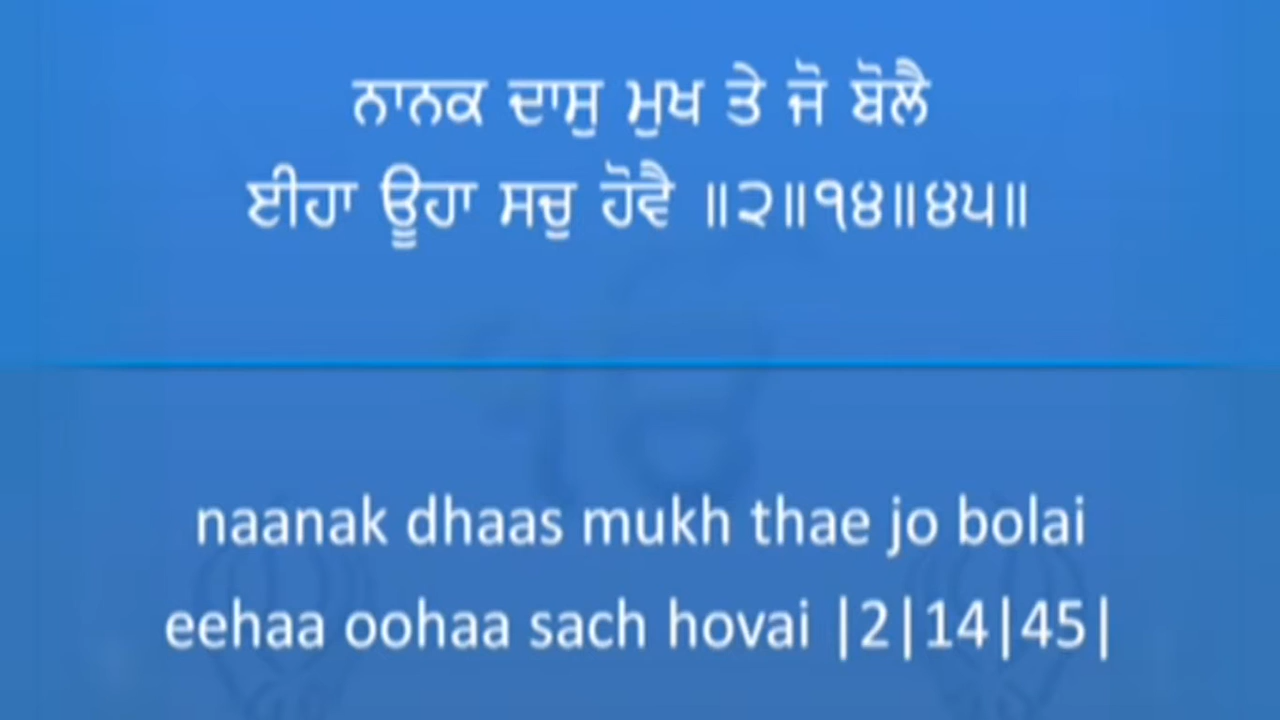 ਨਾਨਕ ਦਾਸੁ ਮੁਖ ਤੇ ਜੋ ਬੋਲੈ
ਈਹਾ ਊਹਾ ਸਚੁ ਹੋਵੈ ॥੨॥੧੪॥੪੫॥
naanak dhaas mukh thae jo bolai
eehaa oohaa sach hovai |2|14|45|